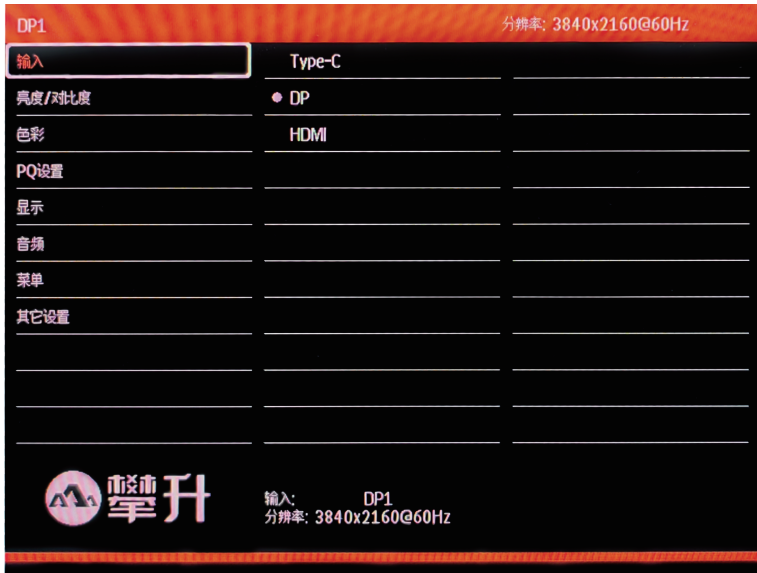 DP1 分辨率: 3840x2160@60Hz
输入 Type-C
亮度/对比度 DP
色彩 HDMI
PQ设置
显示
音频
菜单
其它设置
攀升
输入: DP1
分辨率: 3840x2160@60Hz